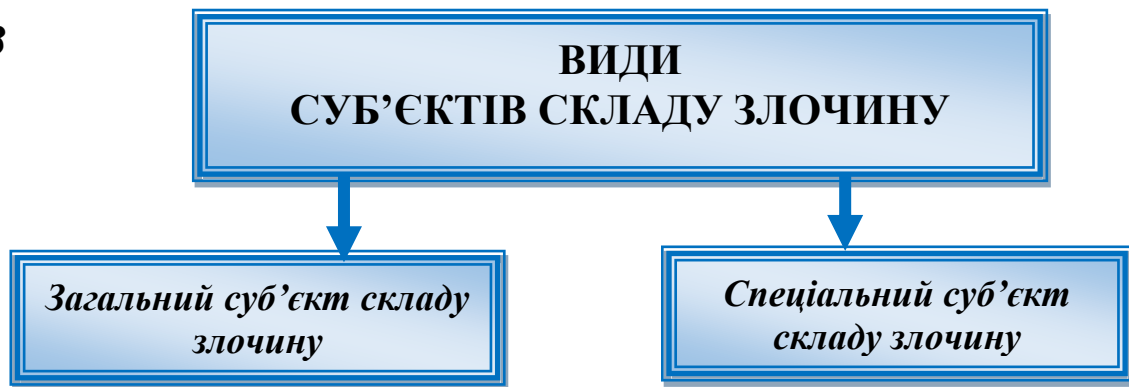 в
ВИДИ
СУБ’ЄКТІВ СКЛАДУ ЗЛОЧИНУ
Загальний суб’єкт складу
злочину
Спеціальний суб’єкт
складу злочину